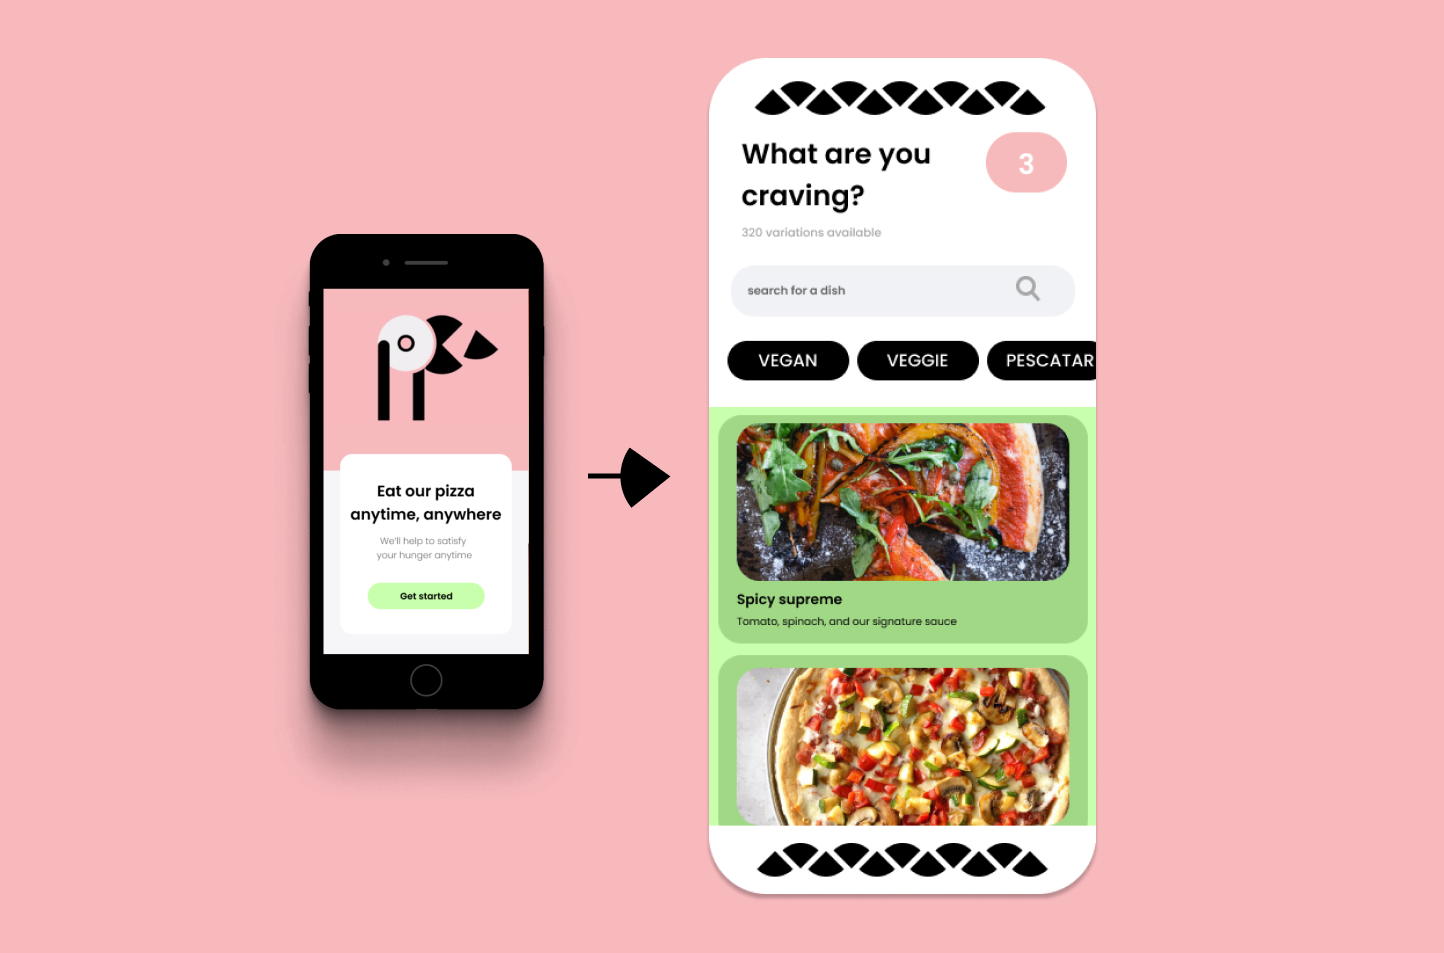 Eat our pizza
anytime, anywhere
We'll help to satisfy
your hunger anytime
Get started
What are you
craving?
3
320 variations available
search for a dish
VEGAN
VEGGIE
PESCATAR
Spicy supreme
Tomato, spinach, and our signature sauce